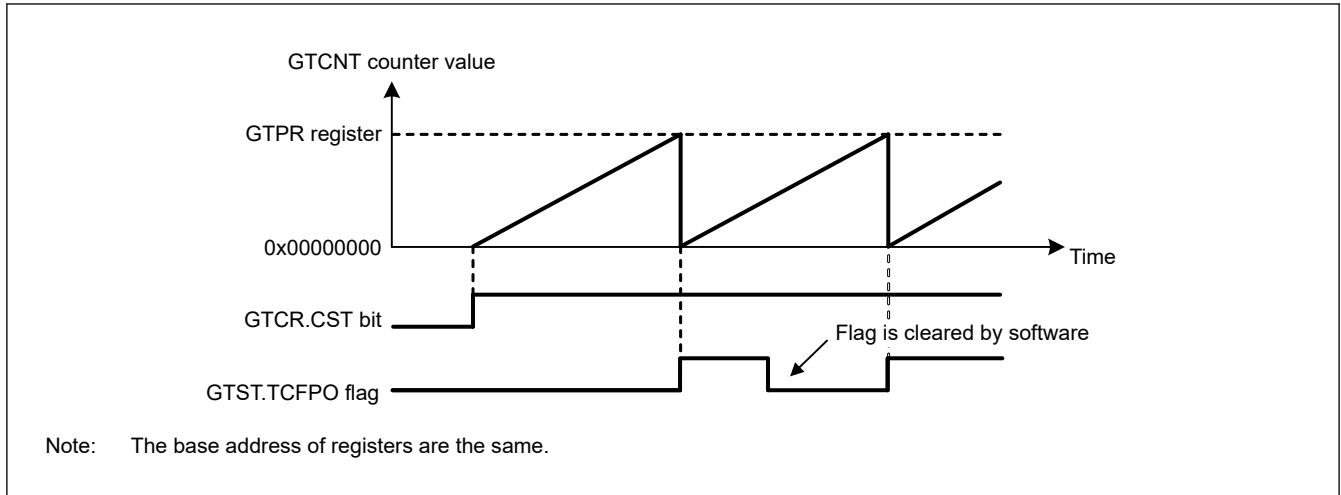 GTCNT counter value
GTPR register
0x00000000
Time
GTCR.CST bit
Flag is cleared by software
GTST.TCFPO flag
Note: The base address of registers are the same.